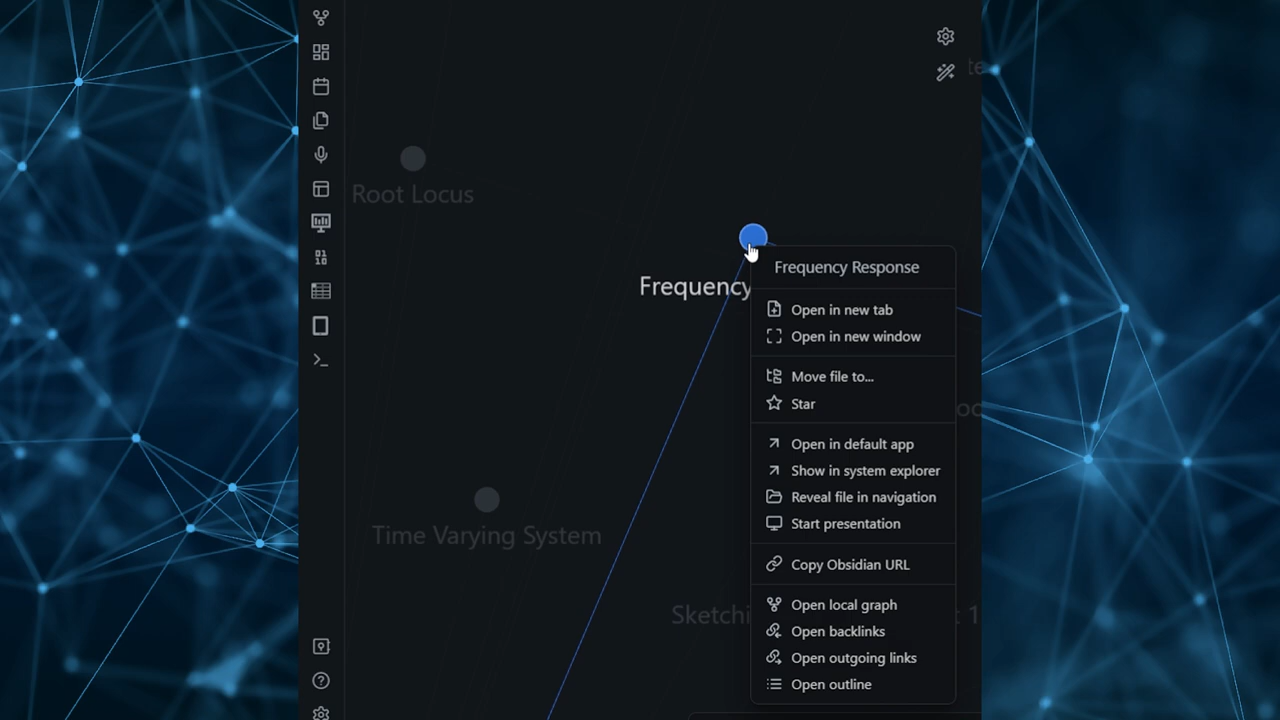 Root Locus
Frequency
Frequency Response
Open in new tab
Open in new window
Move file to...
Star
Open in default app
Show in system explorer
Reveal file in navigation
Start presentation
Time Varying System
Copy Obsidian URL
Open local graph
Open backlinks
Open outgoing links
Open outline